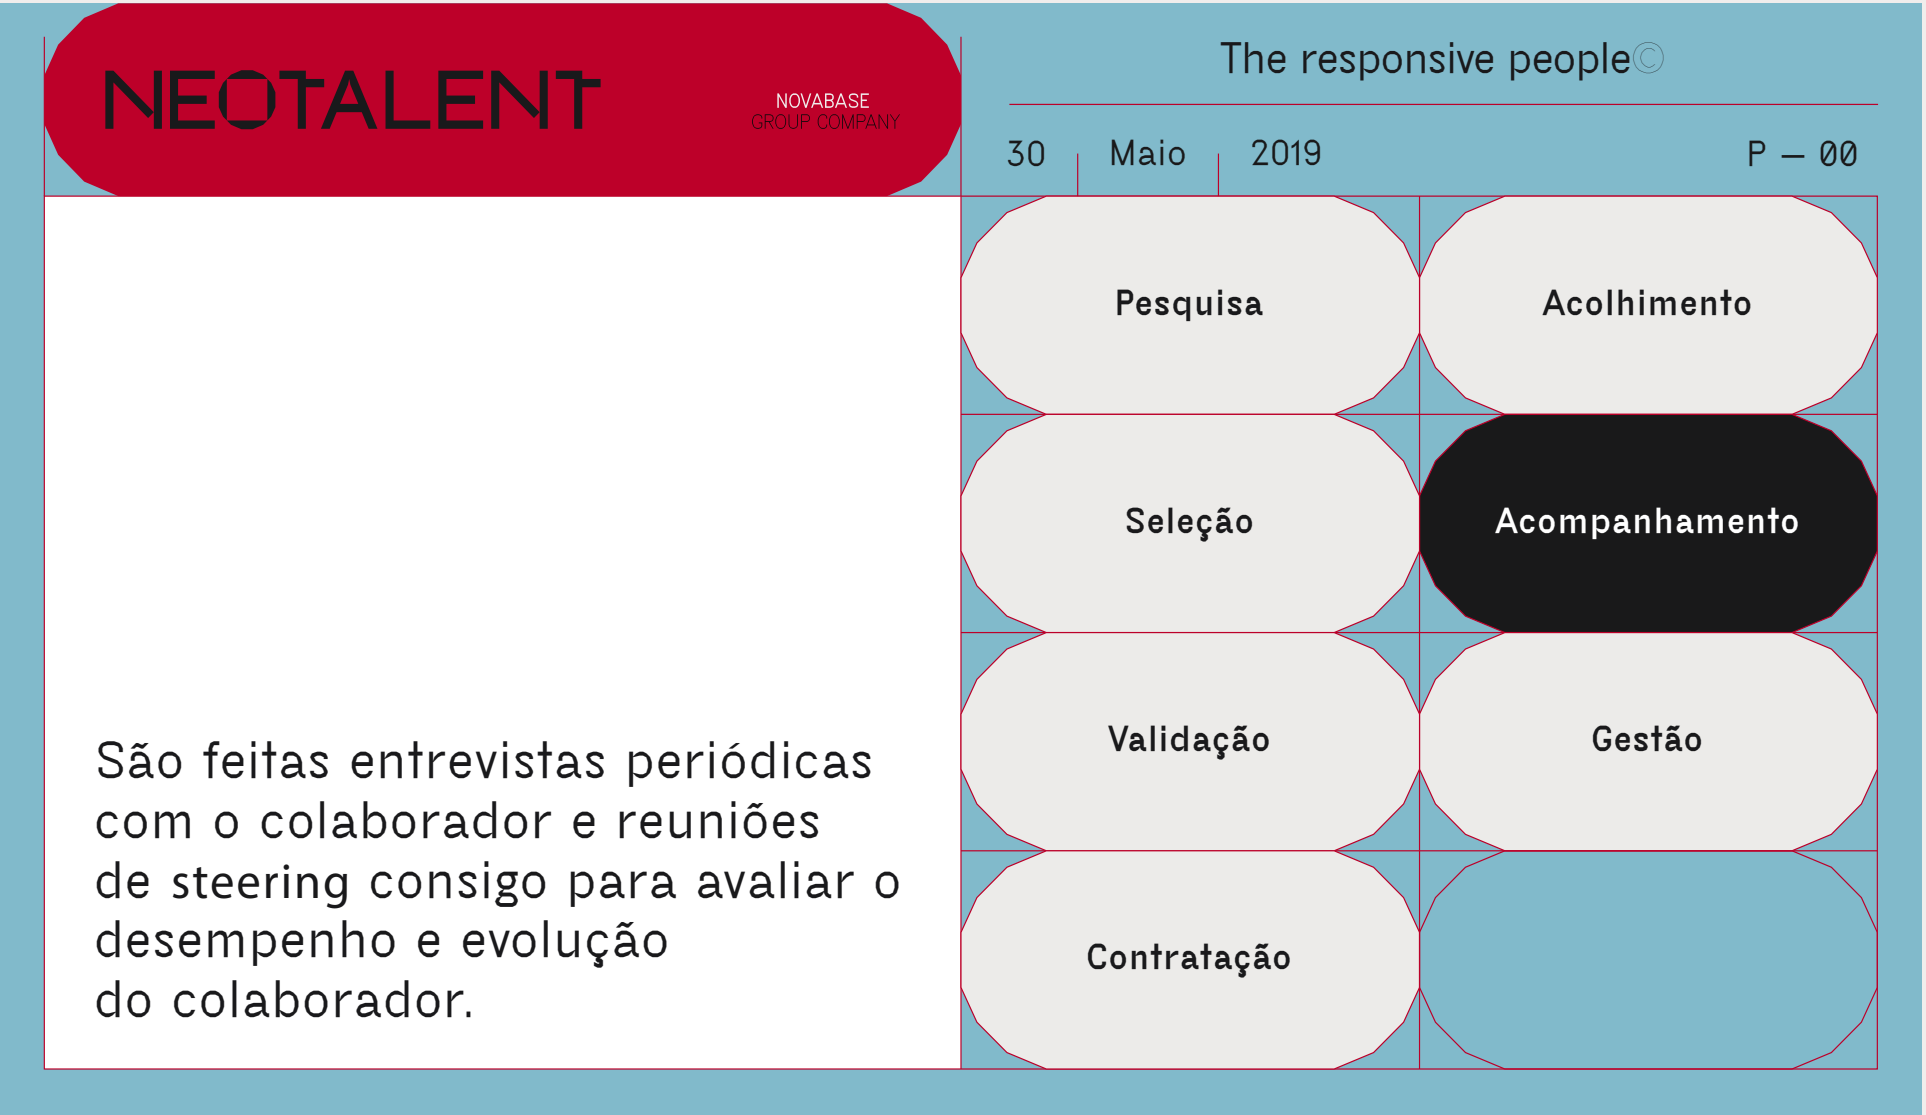 NEOTALENT
NOVABASE
GROUP COMPANY
The responsive people©
30 Maio 2019 P — 00
São feitas entrevistas periódicas
com o colaborador e reuniões
de steering consigo para avaliar o
desempenho e evolução
do colaborador.
Pesquisa
Acolhimento
Seleção
Acompanhamento
Validação
Gestão
Contratação